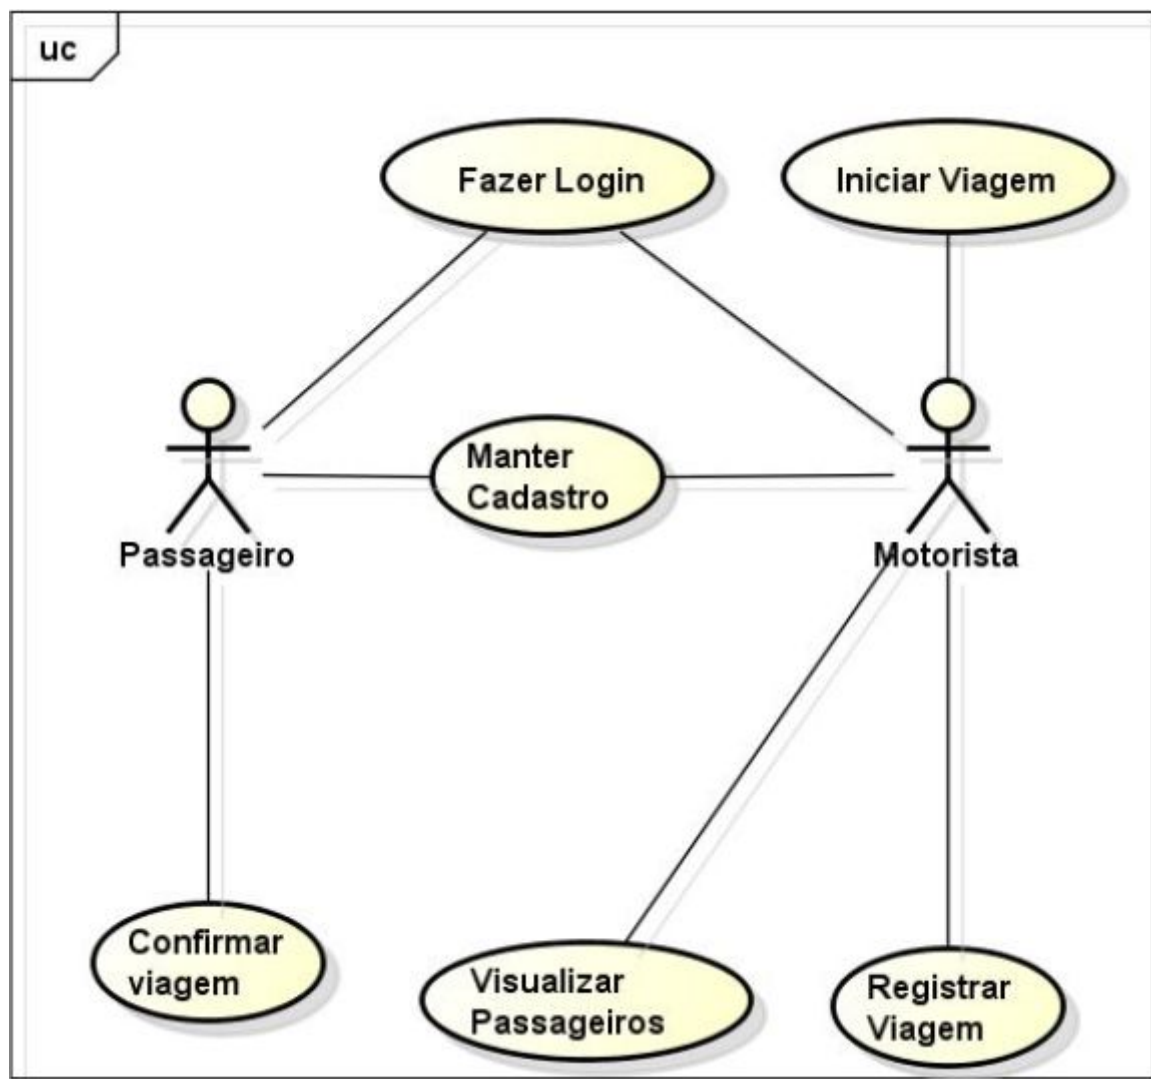 uc
Fazer Login
Iniciar Viagem
Manter
Cadastro
Passageiro
Motorista
Confirmar
viagem
Visualizar
Passageiros
Registrar
Viagem